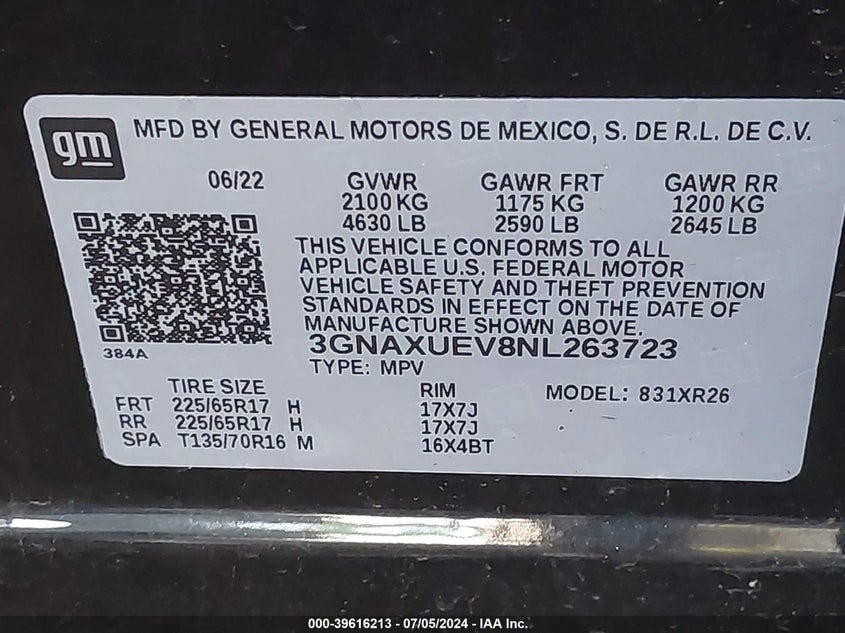 gm MFD BY GENERAL MOTORS DE MEXICO, S. DE R.L. DE C.V.
06/22 GVWR GAWR FRT GAWR RR
2100 KG 1175 KG 1200 KG
4630 LB 2590 LB 2645 LB
THIS VEHICLE CONFORMS TO ALL
APPLICABLE U.S. FEDERAL MOTOR
VEHICLE SAFETY AND THEFT PREVENTION
STANDARDS IN EFFECT ON THE DATE OF
MANUFACTURE SHOWN ABOVE.
384A 3GNAXUEV8NL263723
TYPE: MPV
TIRE SIZE RIM MODEL: 831XR26
FRT 225/65R17 H 17X7J
RR 225/65R17 H 17X7J
SPA T135/70R16 M 16X4BT
000-39616213 - 07/05/2024 - IAA Inc.